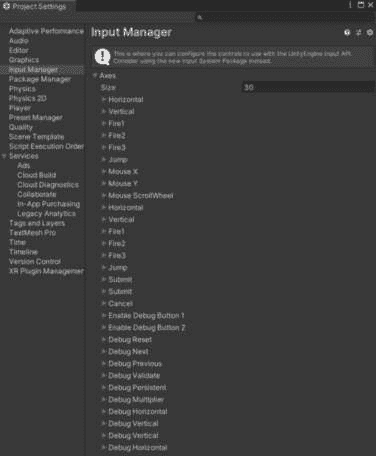 Project Settings
Adaptive Performance
Audio
Editor
Graphics
Input Manager
Package Manager
Physics
Physics 2D
Player
Preset Manager
Quality
Scene Template
Script Execution Order
Services
Ads
Cloud Build
Cloud Diagnostics
Collaborate
In-App Purchasing
Legacy Analytics
Tags and Layers
TextMesh Pro
Time
Timeline
Version Control
XR Plugin Managemen
Input Manager
This is where you can configure the controls to use with the UnityEngine.Input API.
Consider using the new Input System Package instead.
Axes
Size 30
Horizontal
Vertical
Fire1
Fire2
Fire3
Jump
Mouse X
Mouse Y
Mouse ScrollWheel
Horizontal
Vertical
Fire1
Fire2
Fire3
Jump
Submit
Submit
Cancel
Enable Debug Button 1
Enable Debug Button 2
Debug Reset
Debug Next
Debug Previous
Debug Validate
Debug Persistent
Debug Multiplier
Debug Horizontal
Debug Vertical
Debug Vertical
Debug Horizontal